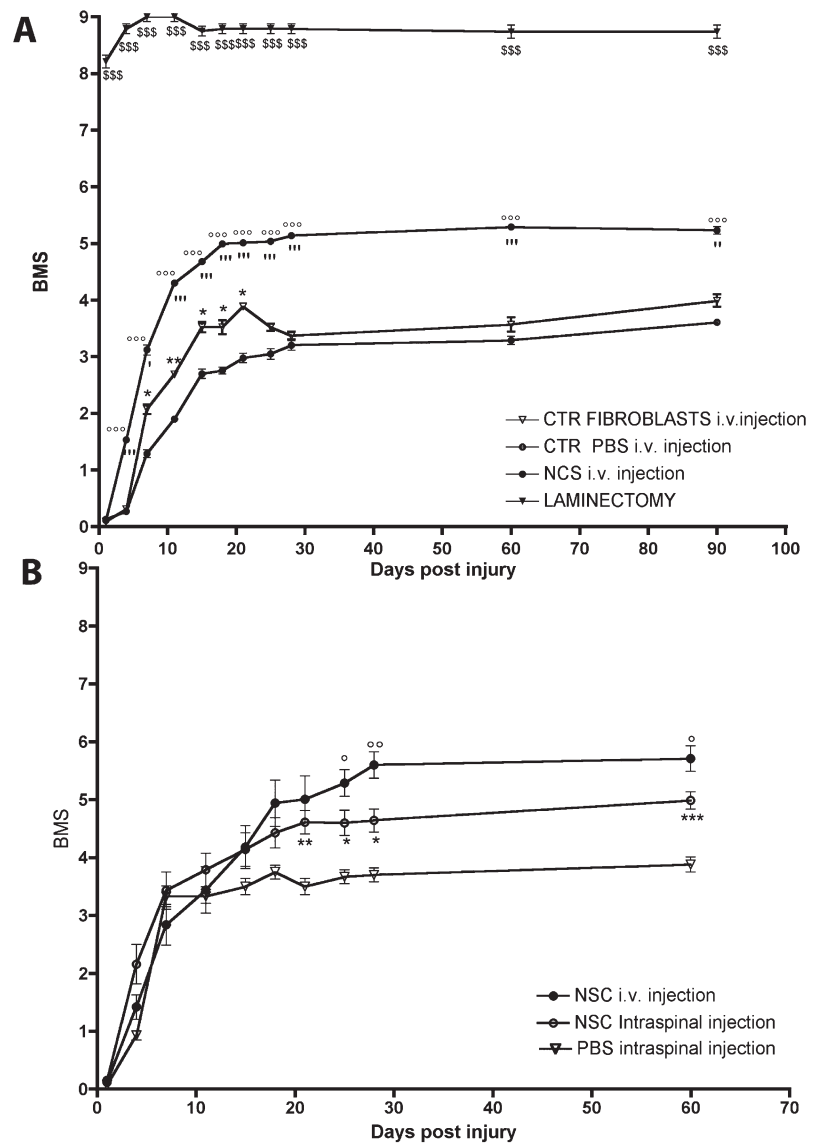 A
9
$$$ $$$ $$$ $$$ $$$ $$$ $$$ $$$ $$$ $$$ $$$
8
7
6
5
4
3
2
1
0
BMS
°°° °°° °°° °°° °°° °°° °°° °°° °°° °°
''' ' ''' ''' ''' ''' ''' ''' ''' ''
* ** * * *
CTR FIBROBLASTS i.v.injection
CTR PBS i.v. injection
NCS i.v. injection
LAMINECTOMY
0 10 20 30 40 50 60 70 80 90 100
Days post injury
B
9
8
7
6
5
4
3
2
1
0
BMS
° °° °
** * * ***
NSC i.v. injection
NSC Intraspinal injection
PBS intraspinal injection
0 10 20 30 40 50 60 70
Days post injury